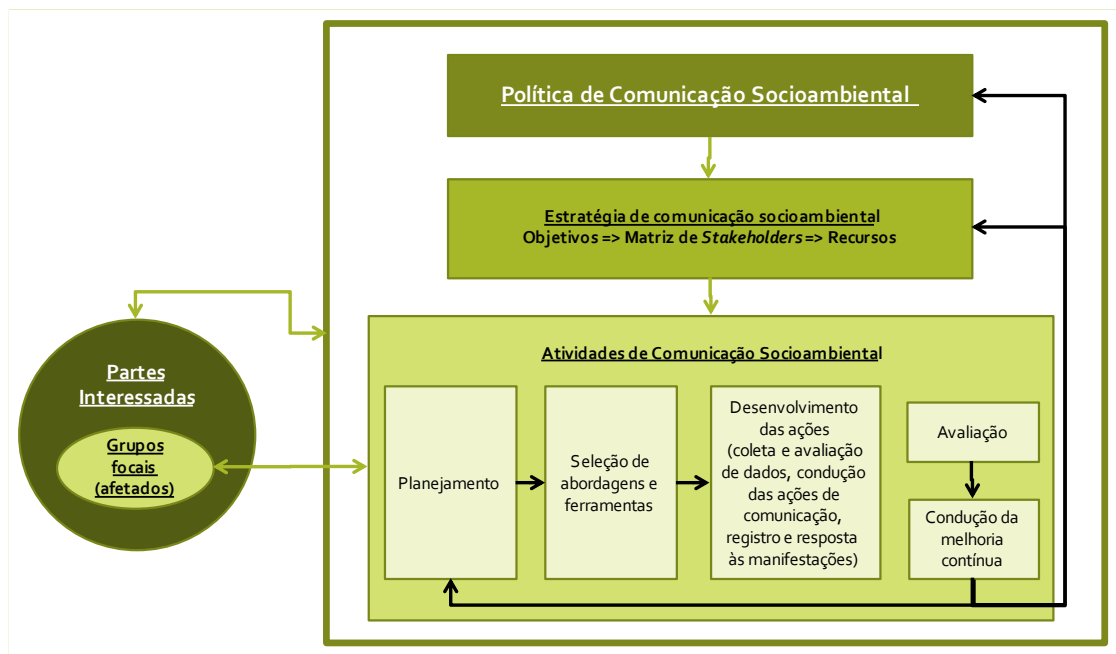 Política de Comunicação Socioambiental
Estratégia de comunicação socioambiental
Objetivos => Matriz de Stakeholders => Recursos
Partes
Interessadas
Grupos
focais
(afetados)
Atividades de Comunicação Socioambiental
Planejamento
Seleção de
abordagens e
ferramentas
Desenvolvimento
das ações
(coleta e avaliação
de dados, condução
das ações de
comunicação,
registro e resposta
às manifestações)
Avaliação
Condução da
melhoria
contínua